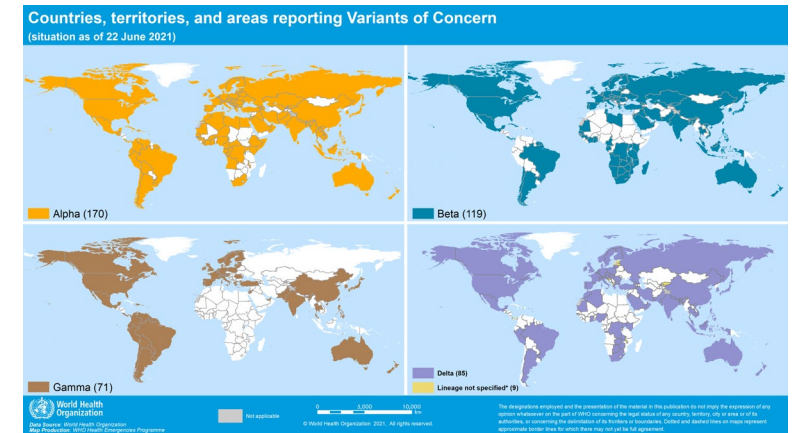 Countries, territories, and areas reporting Variants of Concern
(situation as of 22 June 2021)
Alpha (170)
Beta (119)
Gamma (71)
Delta (85)
Lineage not specified* (9)
World Health
Organization
Data Source: World Health Organization
Map Production: WHO Health Emergencies Programme
Not applicable
0 5,000 10,000
km
© World Health Organization 2021, All rights reserved.
The designations employed and the presentation of the material in this publication do not imply the expression of any
opinion whatsoever on the part of WHO concerning the legal status of any country, territory, city or area or of its
authorities, or concerning the delimitation of its frontiers or boundaries. Dotted and dashed lines on maps represent
approximate border lines for which there may not yet be full agreement.